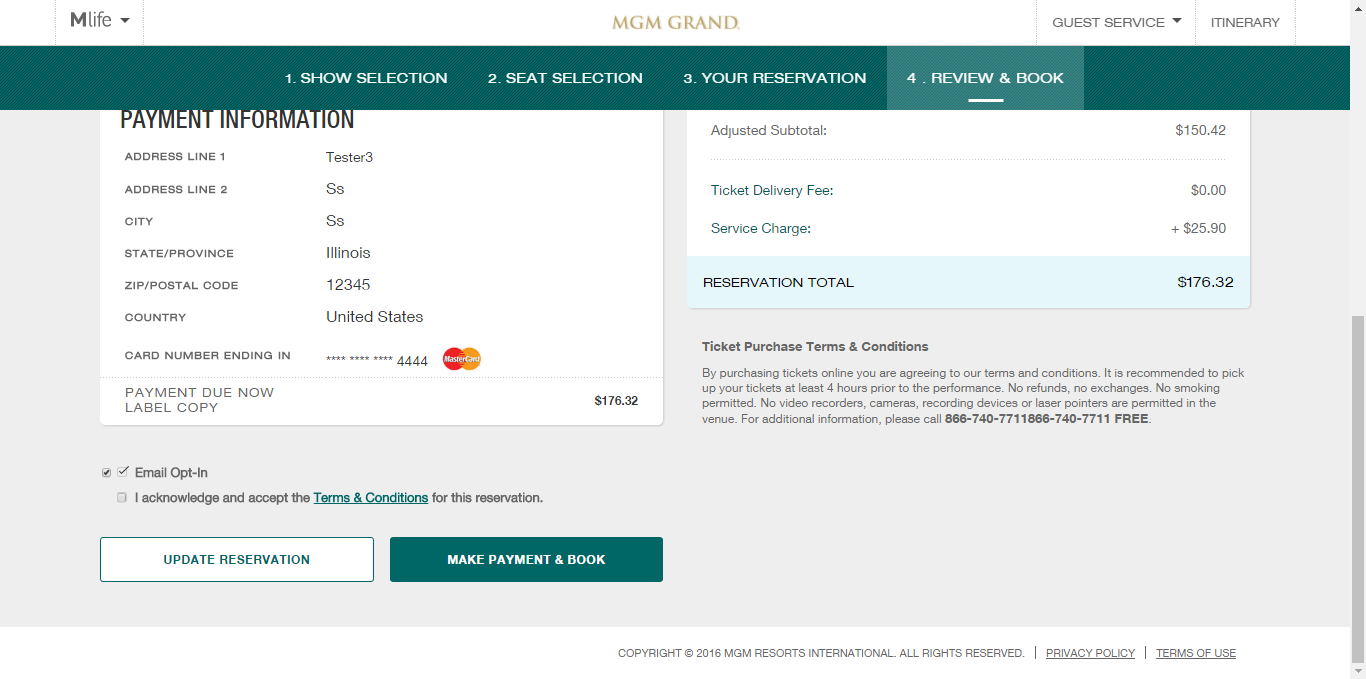 Mlife
MGM GRAND.
GUEST SERVICE
ITINERARY
1. SHOW SELECTION
2. SEAT SELECTION
3. YOUR RESERVATION
4 . REVIEW & BOOK
PAYMENT INFORMATION
ADDRESS LINE 1 Tester3
ADDRESS LINE 2 Ss
CITY Ss
STATE/PROVINCE Illinois
ZIP/POSTAL CODE 12345
COUNTRY United States
CARD NUMBER ENDING IN **** **** **** 4444 MasterCard
PAYMENT DUE NOW
LABEL COPY $176.32
Email Opt-In
I acknowledge and accept the Terms & Conditions for this reservation.
UPDATE RESERVATION
MAKE PAYMENT & BOOK
Adjusted Subtotal: $150.42
Ticket Delivery Fee: $0.00
Service Charge: + $25.90
RESERVATION TOTAL $176.32
Ticket Purchase Terms & Conditions
By purchasing tickets online you are agreeing to our terms and conditions. It is recommended to pick
up your tickets at least 4 hours prior to the performance. No refunds, no exchanges. No smoking
permitted. No video recorders, cameras, recording devices or laser pointers are permitted in the
venue. For additional information, please call 866-740-7711866-740-7711 FREE.
COPYRIGHT © 2016 MGM RESORTS INTERNATIONAL. ALL RIGHTS RESERVED. | PRIVACY POLICY | TERMS OF USE